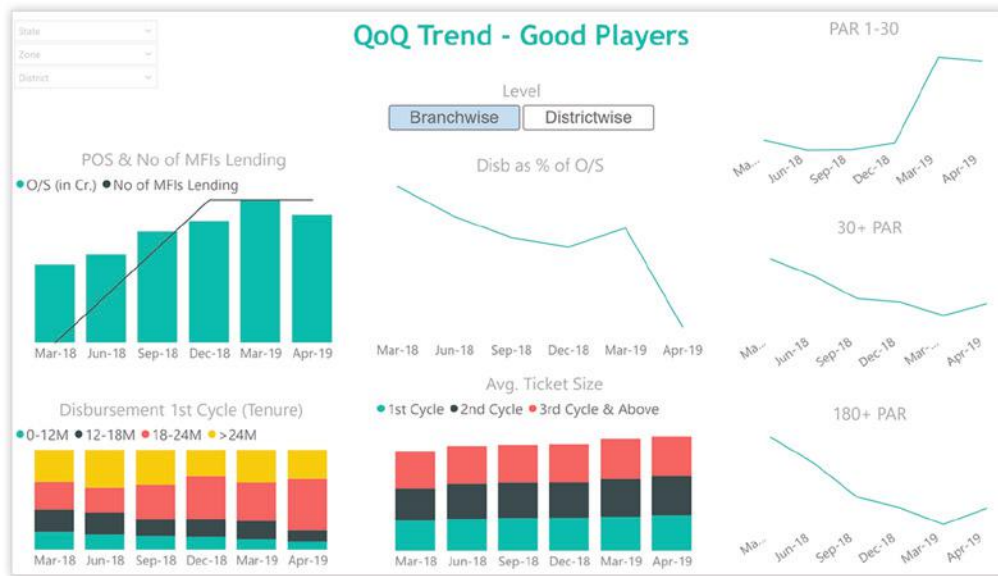 State
Zone
District
QoQ Trend - Good Players
Level
Branchwise Districtwise
POS & No of MFIs Lending
O/S (in Cr.) No of MFIs Lending
Mar-18 Jun-18 Sep-18 Dec-18 Mar-19 Apr-19
Disb as % of O/S
Mar-18 Jun-18 Sep-18 Dec-18 Mar-19 Apr-19
Disbursement 1st Cycle (Tenure)
0-12M 12-18M 18-24M >24M
Mar-18 Jun-18 Sep-18 Dec-18 Mar-19 Apr-19
Avg. Ticket Size
1st Cycle 2nd Cycle 3rd Cycle & Above
Mar-18 Jun-18 Sep-18 Dec-18 Mar-19 Apr-19
PAR 1-30
Ma... Jun-18 Sep-18 Dec-18 Mar-19 Apr-19
30+ PAR
Ma... Jun-18 Sep-18 Dec-18 Mar-... Apr-19
180+ PAR
Ma... Jun-18 Sep-18 Dec-18 Mar-19 Apr-19